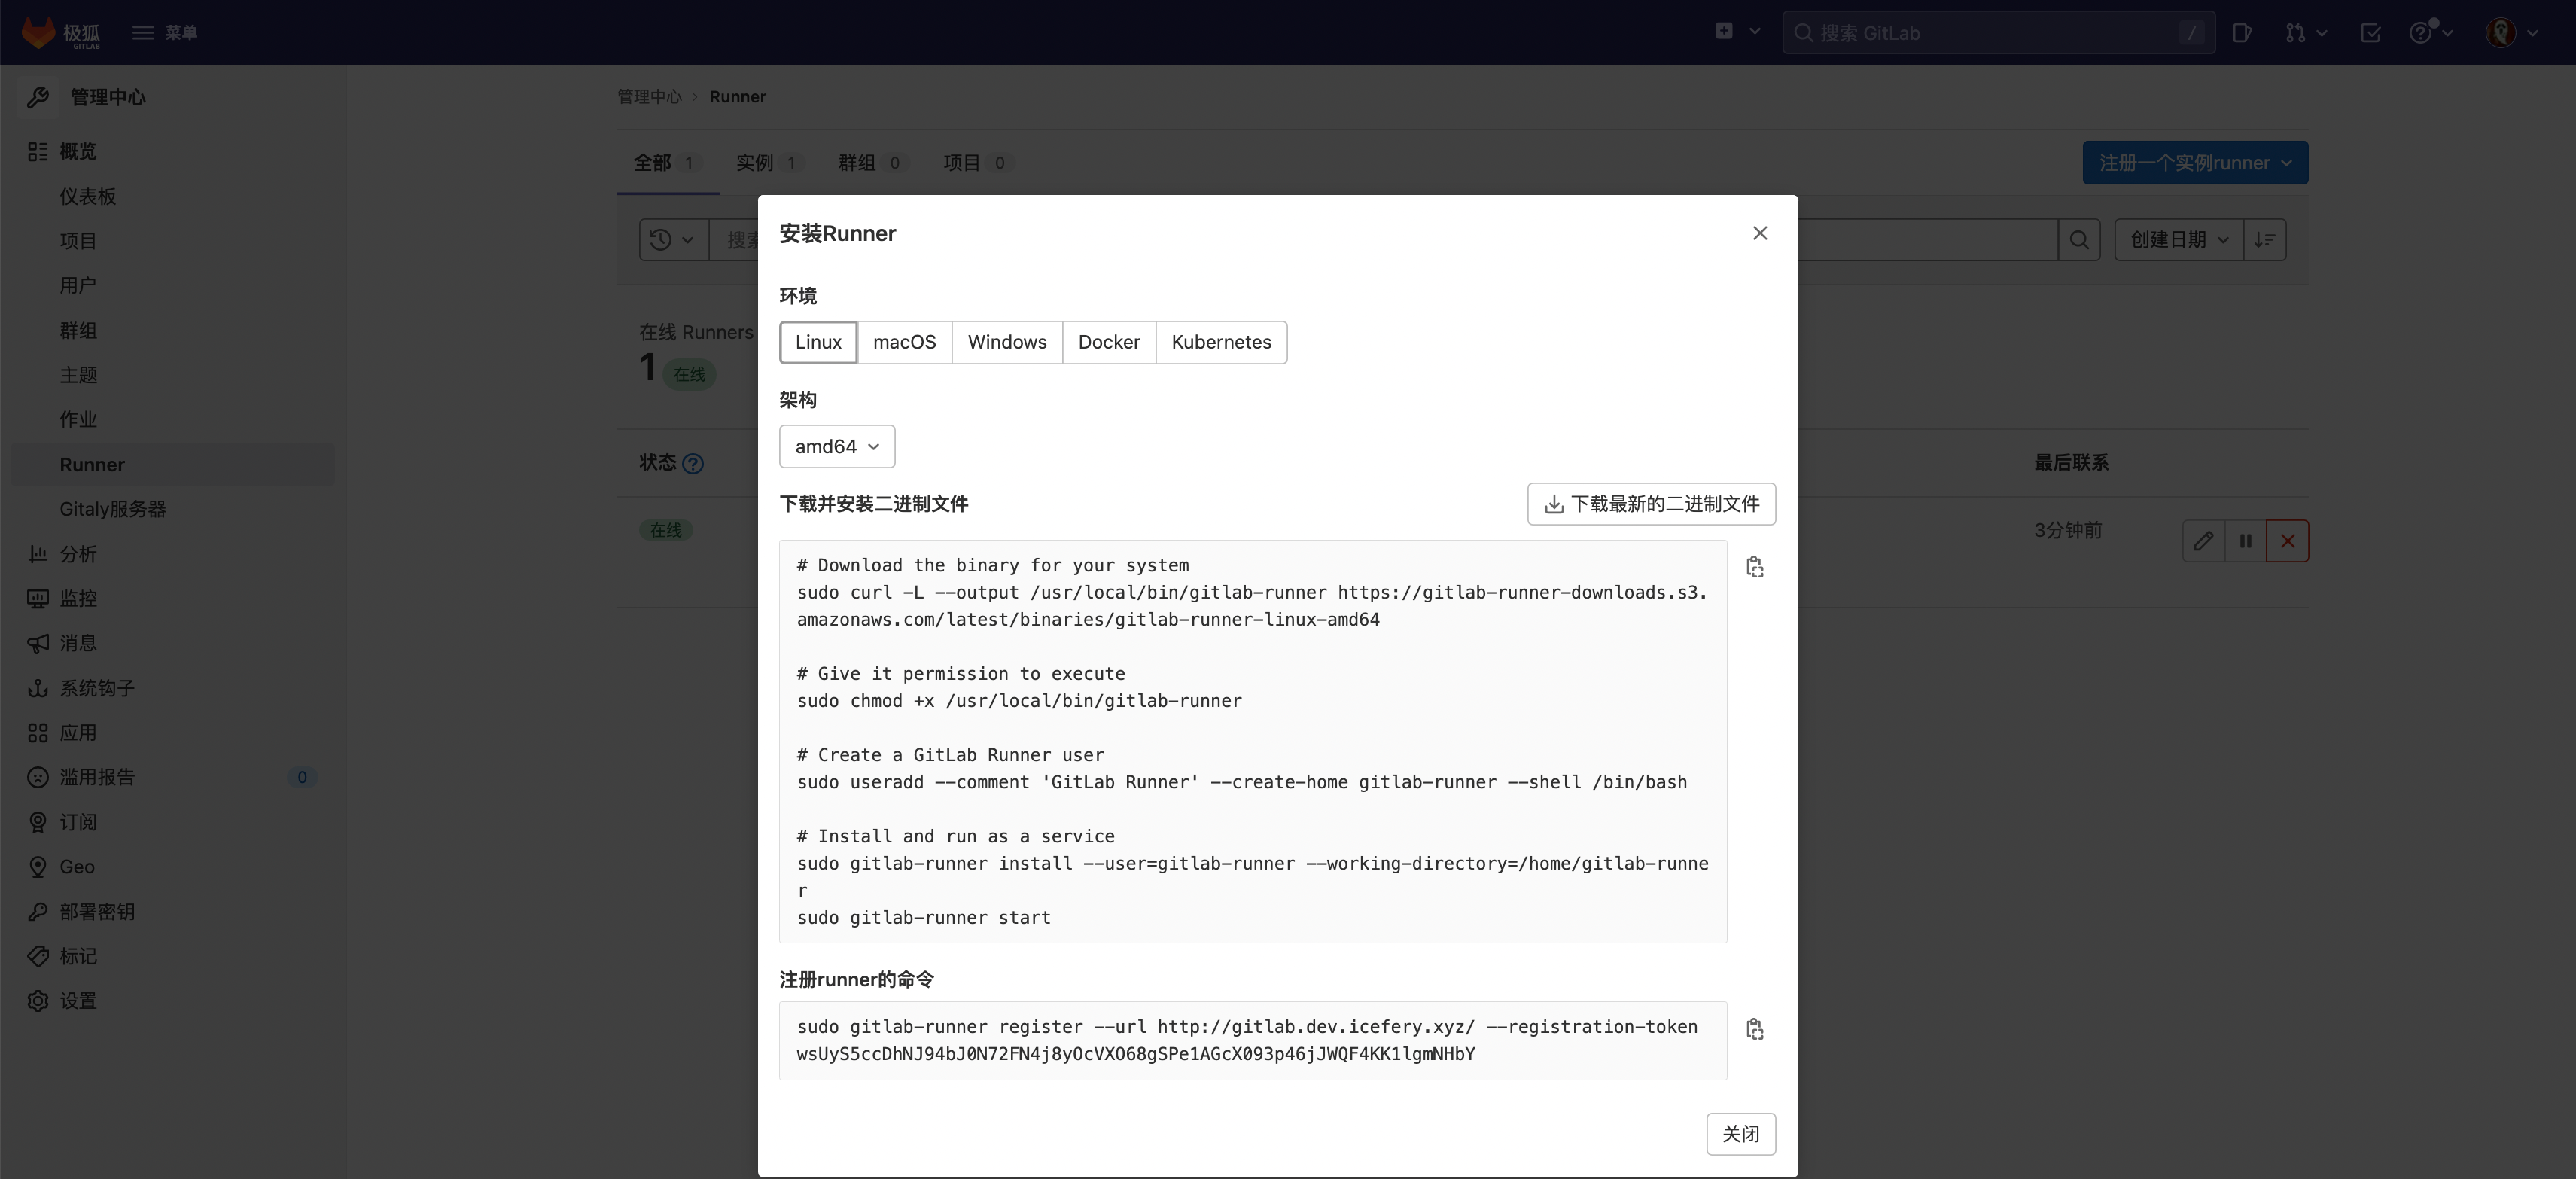 极狐
GITLAB
菜单
搜索 GitLab
/
管理中心
概览
仪表板
项目
用户
群组
主题
作业
Runner
Gitaly服务器
分析
监控
消息
系统钩子
应用
滥用报告 0
订阅
Geo
部署密钥
标记
设置
管理中心 › Runner
全部 1 实例 1 群组 0 项目 0
注册一个实例runner
搜索
创建日期
在线 Runners
1 在线
状态
最后联系
在线
3分钟前
安装Runner
环境
Linux macOS Windows Docker Kubernetes
架构
amd64
下载并安装二进制文件
下载最新的二进制文件
# Download the binary for your system
sudo curl -L --output /usr/local/bin/gitlab-runner https://gitlab-runner-downloads.s3.
amazonaws.com/latest/binaries/gitlab-runner-linux-amd64
# Give it permission to execute
sudo chmod +x /usr/local/bin/gitlab-runner
# Create a GitLab Runner user
sudo useradd --comment 'GitLab Runner' --create-home gitlab-runner --shell /bin/bash
# Install and run as a service
sudo gitlab-runner install --user=gitlab-runner --working-directory=/home/gitlab-runne
r
sudo gitlab-runner start
注册runner的命令
sudo gitlab-runner register --url http://gitlab.dev.icefery.xyz/ --registration-token
wsUyS5ccDhNJ94bJ0N72FN4j8yOcVXO68gSPe1AGcX093p46jJWQF4KK1lgmNHbY
关闭